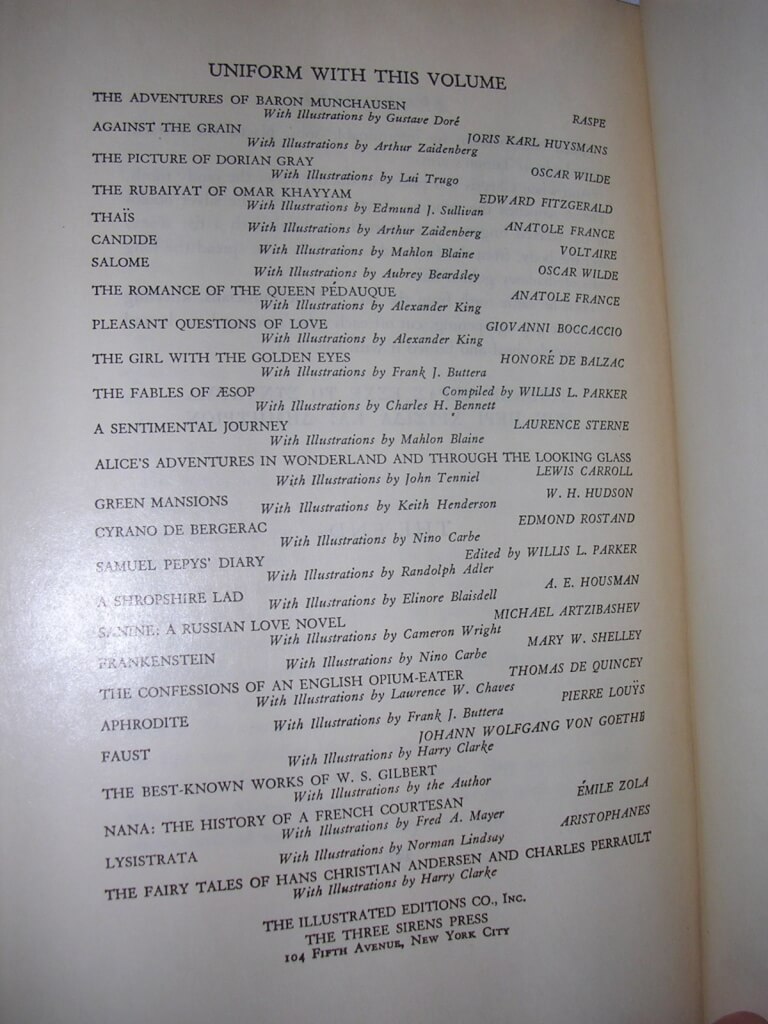 UNIFORM WITH THIS VOLUME
THE ADVENTURES OF BARON MUNCHAUSEN
With Illustrations by Gustave Doré RASPE
AGAINST THE GRAIN JORIS KARL HUYSMANS
With Illustrations by Arthur Zaidenberg
THE PICTURE OF DORIAN GRAY OSCAR WILDE
With Illustrations by Lui Trugo
THE RUBAIYAT OF OMAR KHAYYAM EDWARD FITZGERALD
With Illustrations by Edmund J. Sullivan
THAÏS With Illustrations by Arthur Zaidenberg ANATOLE FRANCE
CANDIDE With Illustrations by Mahlon Blaine VOLTAIRE
SALOME With Illustrations by Aubrey Beardsley OSCAR WILDE
THE ROMANCE OF THE QUEEN PÉDAUQUE ANATOLE FRANCE
With Illustrations by Alexander King
PLEASANT QUESTIONS OF LOVE GIOVANNI BOCCACCIO
With Illustrations by Alexander King
THE GIRL WITH THE GOLDEN EYES HONORÉ DE BALZAC
With Illustrations by Frank J. Buttera
THE FABLES OF ÆSOP Compiled by WILLIS L. PARKER
With Illustrations by Charles H. Bennett
A SENTIMENTAL JOURNEY LAURENCE STERNE
With Illustrations by Mahlon Blaine
ALICE'S ADVENTURES IN WONDERLAND AND THROUGH THE LOOKING GLASS
With Illustrations by John Tenniel LEWIS CARROLL
GREEN MANSIONS With Illustrations by Keith Henderson W. H. HUDSON
CYRANO DE BERGERAC EDMOND ROSTAND
With Illustrations by Nino Carbe
SAMUEL PEPYS' DIARY Edited by WILLIS L. PARKER
With Illustrations by Randolph Adler
A SHROPSHIRE LAD With Illustrations by Elinore Blaisdell A. E. HOUSMAN
SANINE: A RUSSIAN LOVE NOVEL MICHAEL ARTZIBASHEV
With Illustrations by Cameron Wright
FRANKENSTEIN With Illustrations by Nino Carbe MARY W. SHELLEY
THE CONFESSIONS OF AN ENGLISH OPIUM-EATER THOMAS DE QUINCEY
With Illustrations by Lawrence W. Chaves
APHRODITE With Illustrations by Frank J. Buttera PIERRE LOUŸS
FAUST JOHANN WOLFGANG VON GOETHE
With Illustrations by Harry Clarke
THE BEST-KNOWN WORKS OF W. S. GILBERT
With Illustrations by the Author
NANA: THE HISTORY OF A FRENCH COURTESAN ÉMILE ZOLA
With Illustrations by Fred A. Mayer
LYSISTRATA With Illustrations by Norman Lindsay ARISTOPHANES
THE FAIRY TALES OF HANS CHRISTIAN ANDERSEN AND CHARLES PERRAULT
With Illustrations by Harry Clarke
THE ILLUSTRATED EDITIONS CO., INC.
THE THREE SIRENS PRESS
104 FIFTH AVENUE, NEW YORK CITY